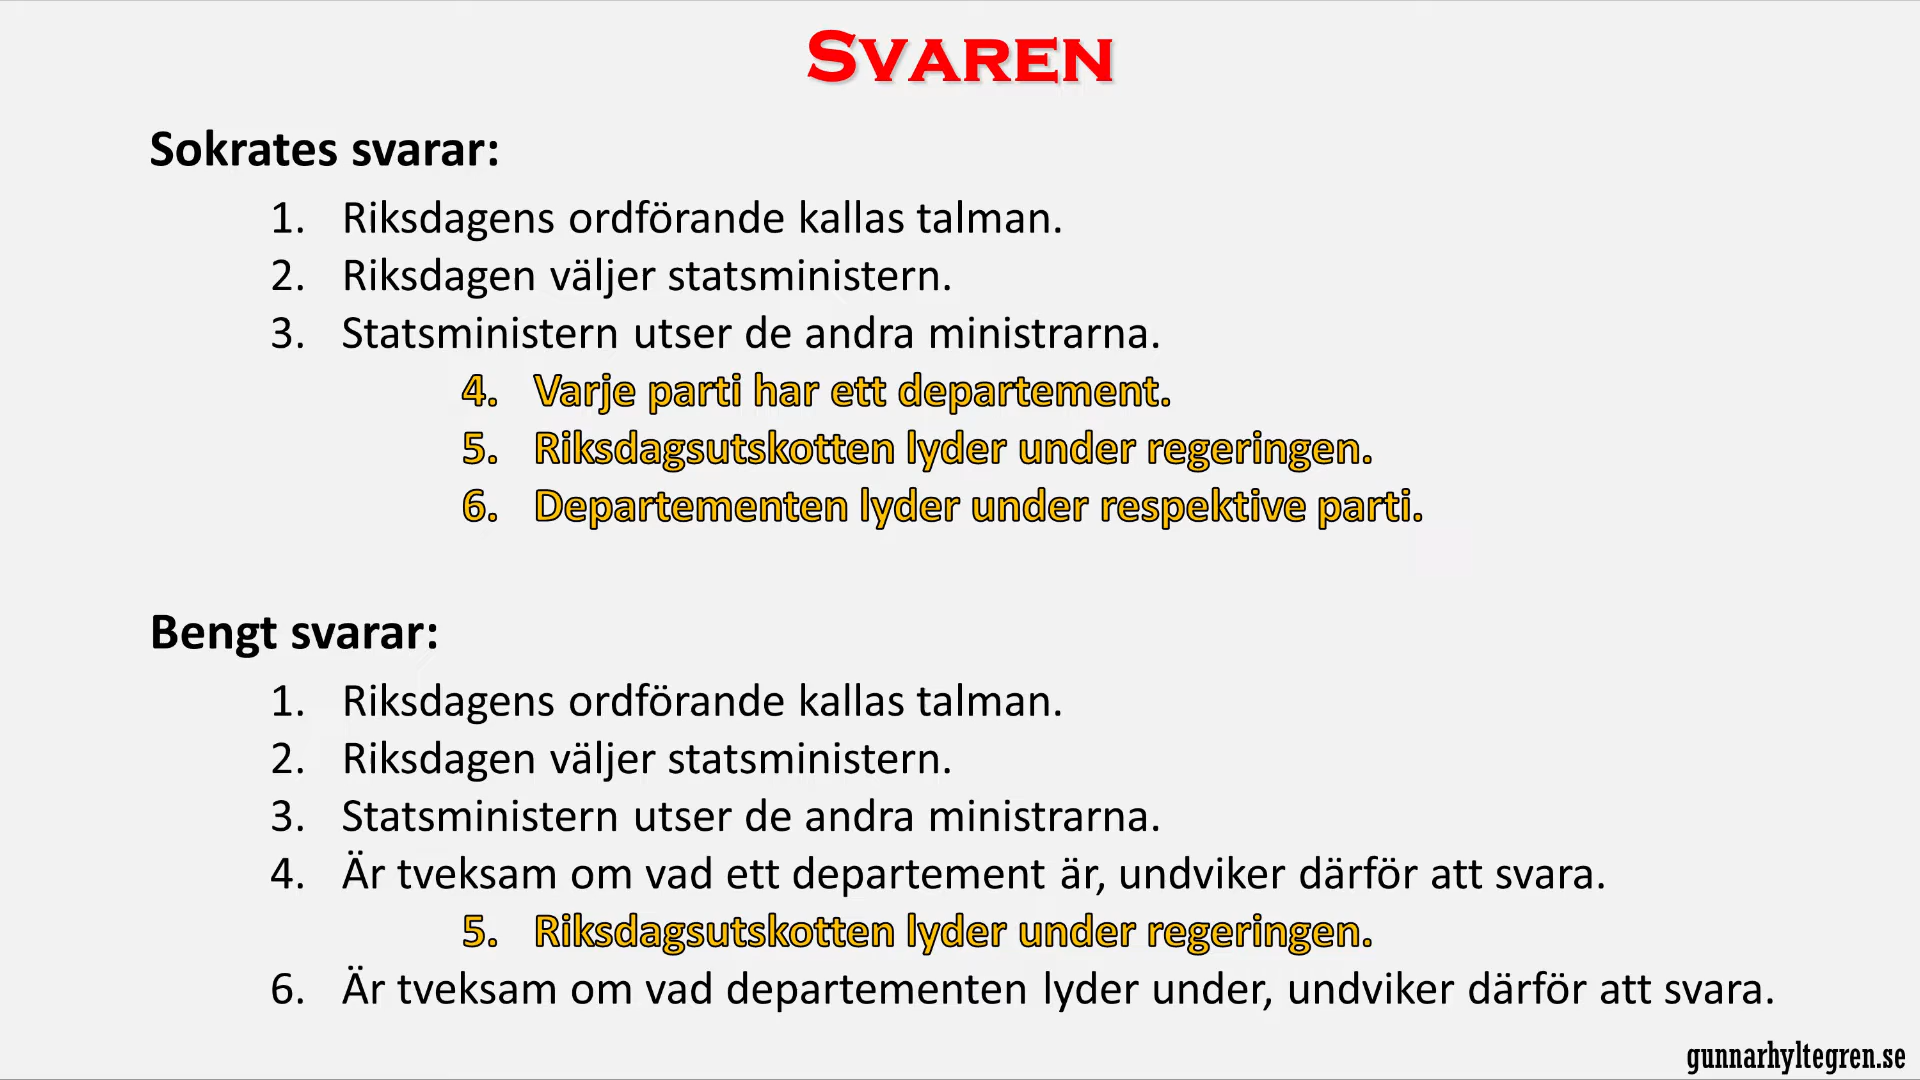 Svaren
Sokrates svarar:
1. Riksdagens ordförande kallas talman.
2. Riksdagen väljer statsministern.
3. Statsministern utser de andra ministrarna.
4. Varje parti har ett departement.
5. Riksdagsutskotten lyder under regeringen.
6. Departementen lyder under respektive parti.
Bengt svarar:
1. Riksdagens ordförande kallas talman.
2. Riksdagen väljer statsministern.
3. Statsministern utser de andra ministrarna.
4. Är tveksam om vad ett departement är, undviker därför att svara.
5. Riksdagsutskotten lyder under regeringen.
6. Är tveksam om vad departementen lyder under, undviker därför att svara.
gunnarhyltegren.se